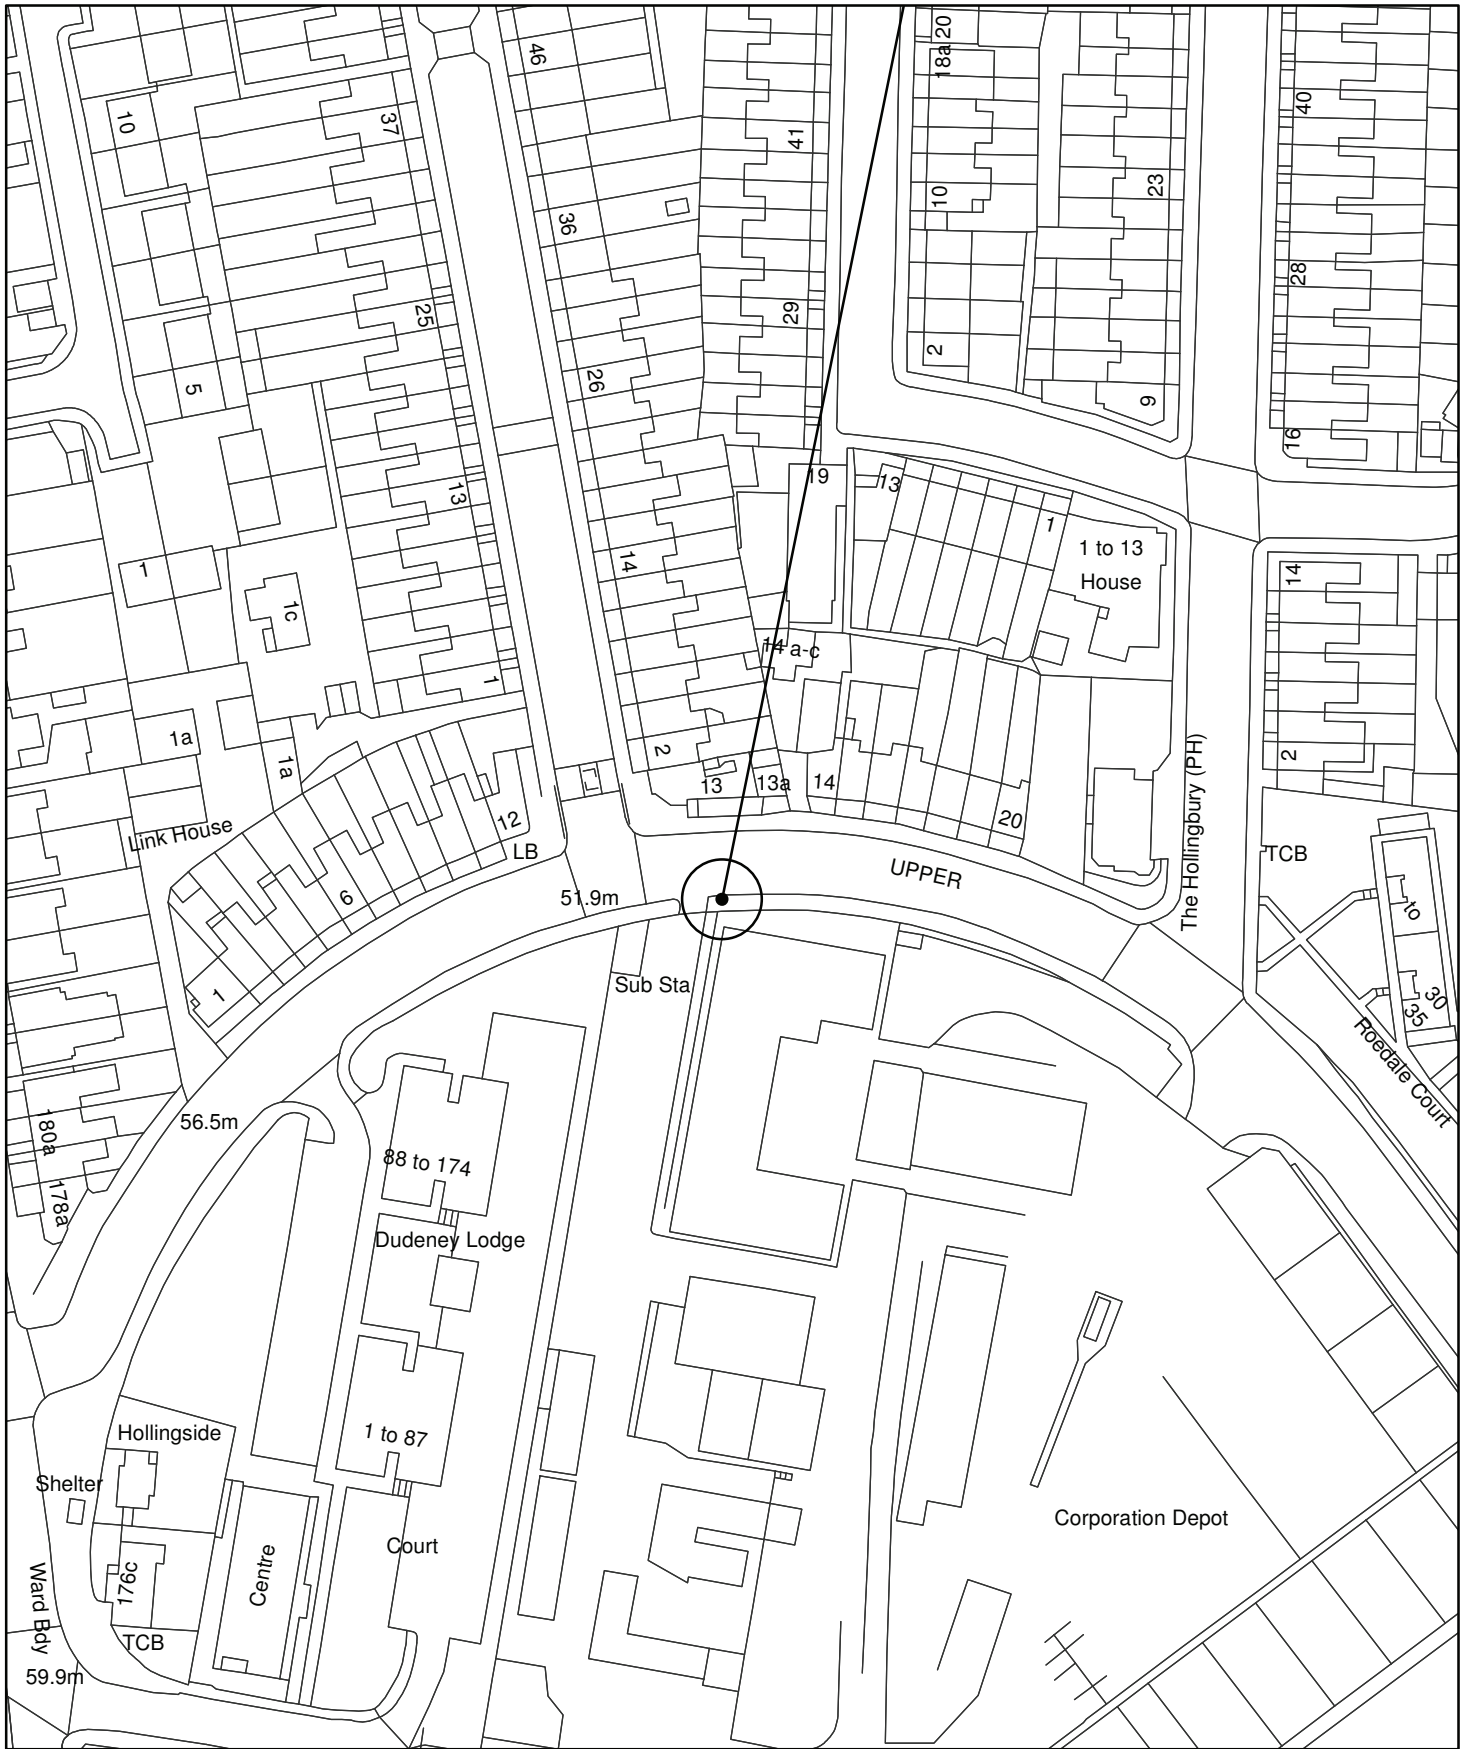 46
20
18a
10
37
41
40
10
23
36
25
29
28
5
26
2
9
16
13
19
13
1
14
1 to 13
House
14
1
1c
14 a-c
1
2
2
1a
1a
13
13a
14
The Hollingbury (PH)
Link House
12
20
LB
TCB
UPPER
6
51.9m
to
1
Sub Sta
30
35
Roedale Court
56.5m
180a
88 to 174
178a
Dudeney Lodge
Hollingside
1 to 87
Shelter
Corporation Depot
Court
Centre
176c
Ward Bdy
TCB
59.9m